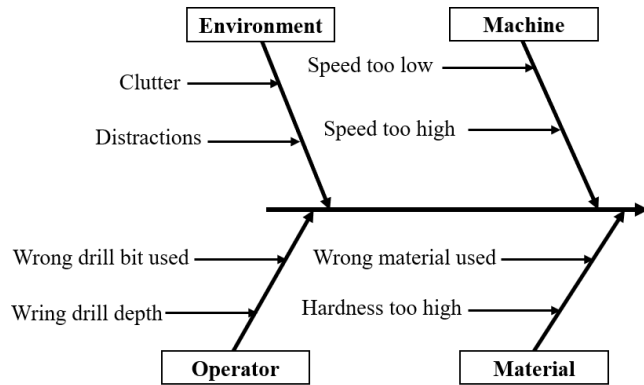 Environment
Machine
Speed too low
Clutter
Speed too high
Distractions
Wrong drill bit used
Wrong material used
Wring drill depth
Hardness too high
Operator
Material